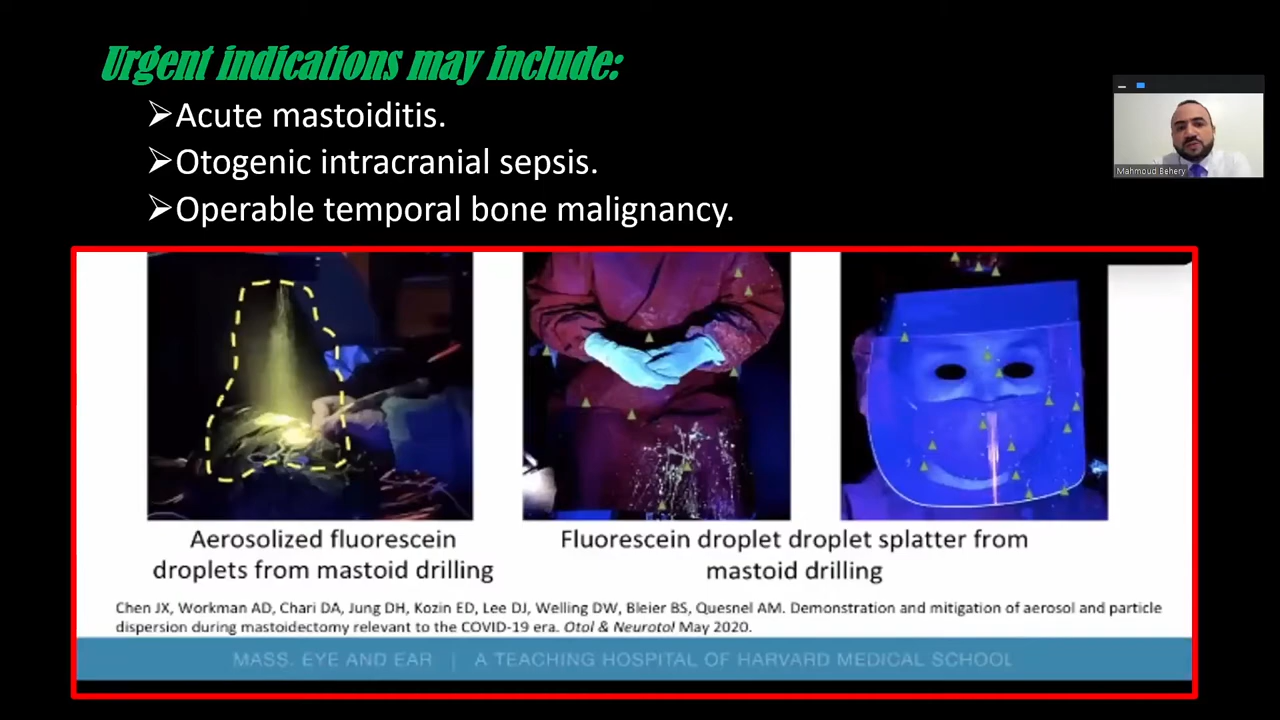 Urgent indications may include:
➢Acute mastoiditis.
➢Otogenic intracranial sepsis.
➢Operable temporal bone malignancy.
Mahmoud Behery
Aerosolized fluorescein
droplets from mastoid drilling
Fluorescein droplet droplet splatter from
mastoid drilling
Chen JX, Workman AD, Chari DA, Jung DH, Kozin ED, Lee DJ, Welling DW, Bleier BS, Quesnel AM. Demonstration and mitigation of aerosol and particle
dispersion during mastoidectomy relevant to the COVID-19 era. Otol & Neurotol May 2020.
MASS. EYE AND EAR | A TEACHING HOSPITAL OF HARVARD MEDICAL SCHOOL